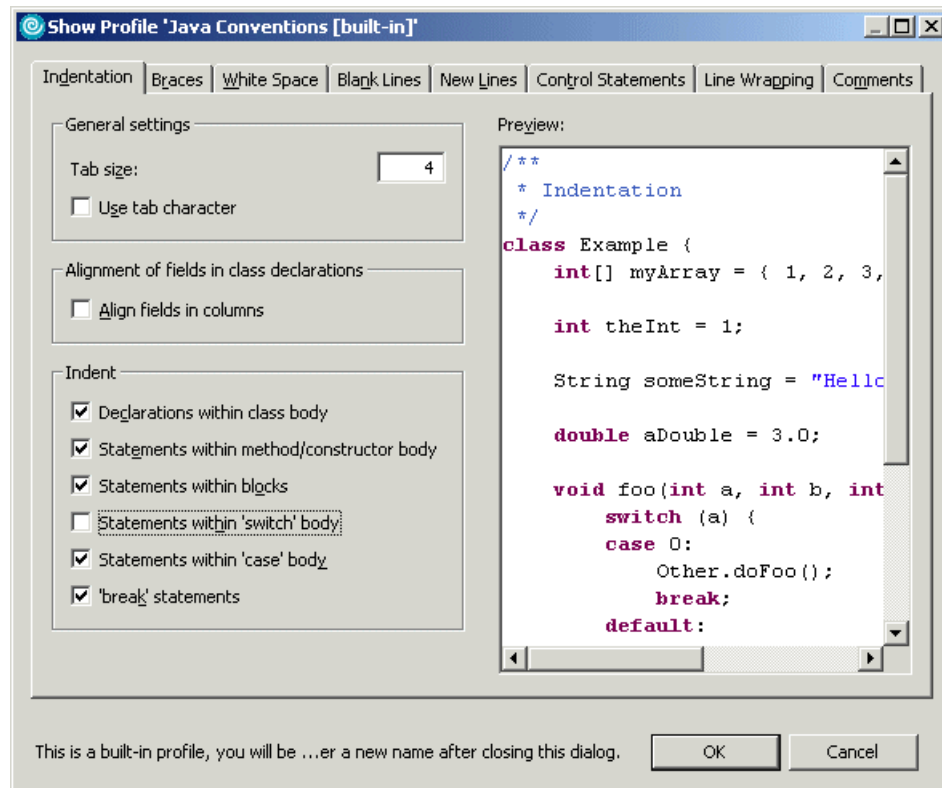 Show Profile 'Java Conventions [built-in]'
Indentation Braces White Space Blank Lines New Lines Control Statements Line Wrapping Comments
General settings
Tab size: 4
Use tab character
Alignment of fields in class declarations
Align fields in columns
Indent
Declarations within class body
Statements within method/constructor body
Statements within blocks
Statements within 'switch' body
Statements within 'case' body
'break' statements
Preview:
/**
 * Indentation
 */
class Example {
    int[] myArray = { 1, 2, 3,
    int theInt = 1;
    String someString = "Hello
    double aDouble = 3.0;
    void foo(int a, int b, int
        switch (a) {
        case 0:
            Other.doFoo();
            break;
        default:
This is a built-in profile, you will be ...er a new name after closing this dialog. OK Cancel